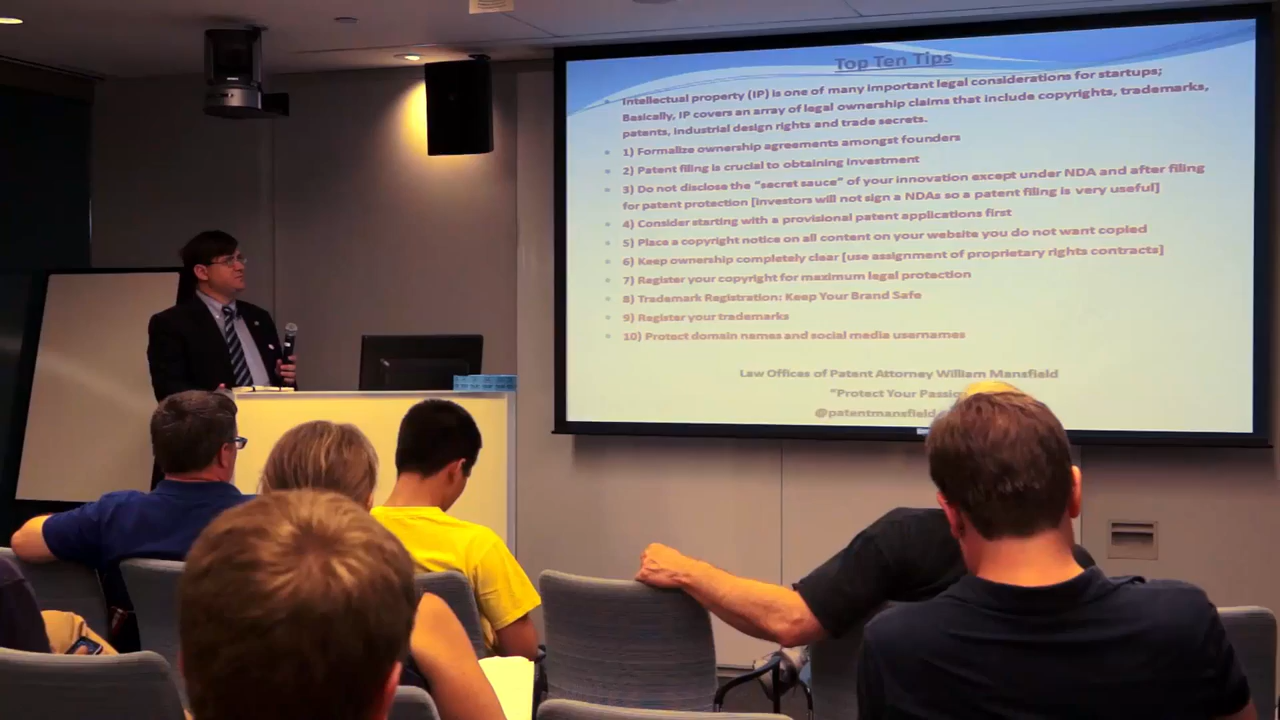 Top Ten Tips
Intellectual property (IP) is one of many important legal considerations for startups;
Basically, IP covers an array of legal ownership claims that include copyrights, trademarks,
patents, industrial design rights and trade secrets.
1) Formalize ownership agreements amongst founders
2) Patent filing is crucial to obtaining investment
3) Do not disclose the “secret sauce” of your innovation except under NDA and after filing
for patent protection [investors will not sign a NDAs so a patent filing is very useful]
4) Consider starting with a provisional patent applications first
5) Place a copyright notice on all content on your website you do not want copied
6) Keep ownership completely clear [use assignment of proprietary rights contracts]
7) Register your copyright for maximum legal protection
8) Trademark Registration: Keep Your Brand Safe
9) Register your trademarks
10) Protect domain names and social media usernames
Law Offices of Patent Attorney William Mansfield
“Protect Your Passio
@patentmansfield